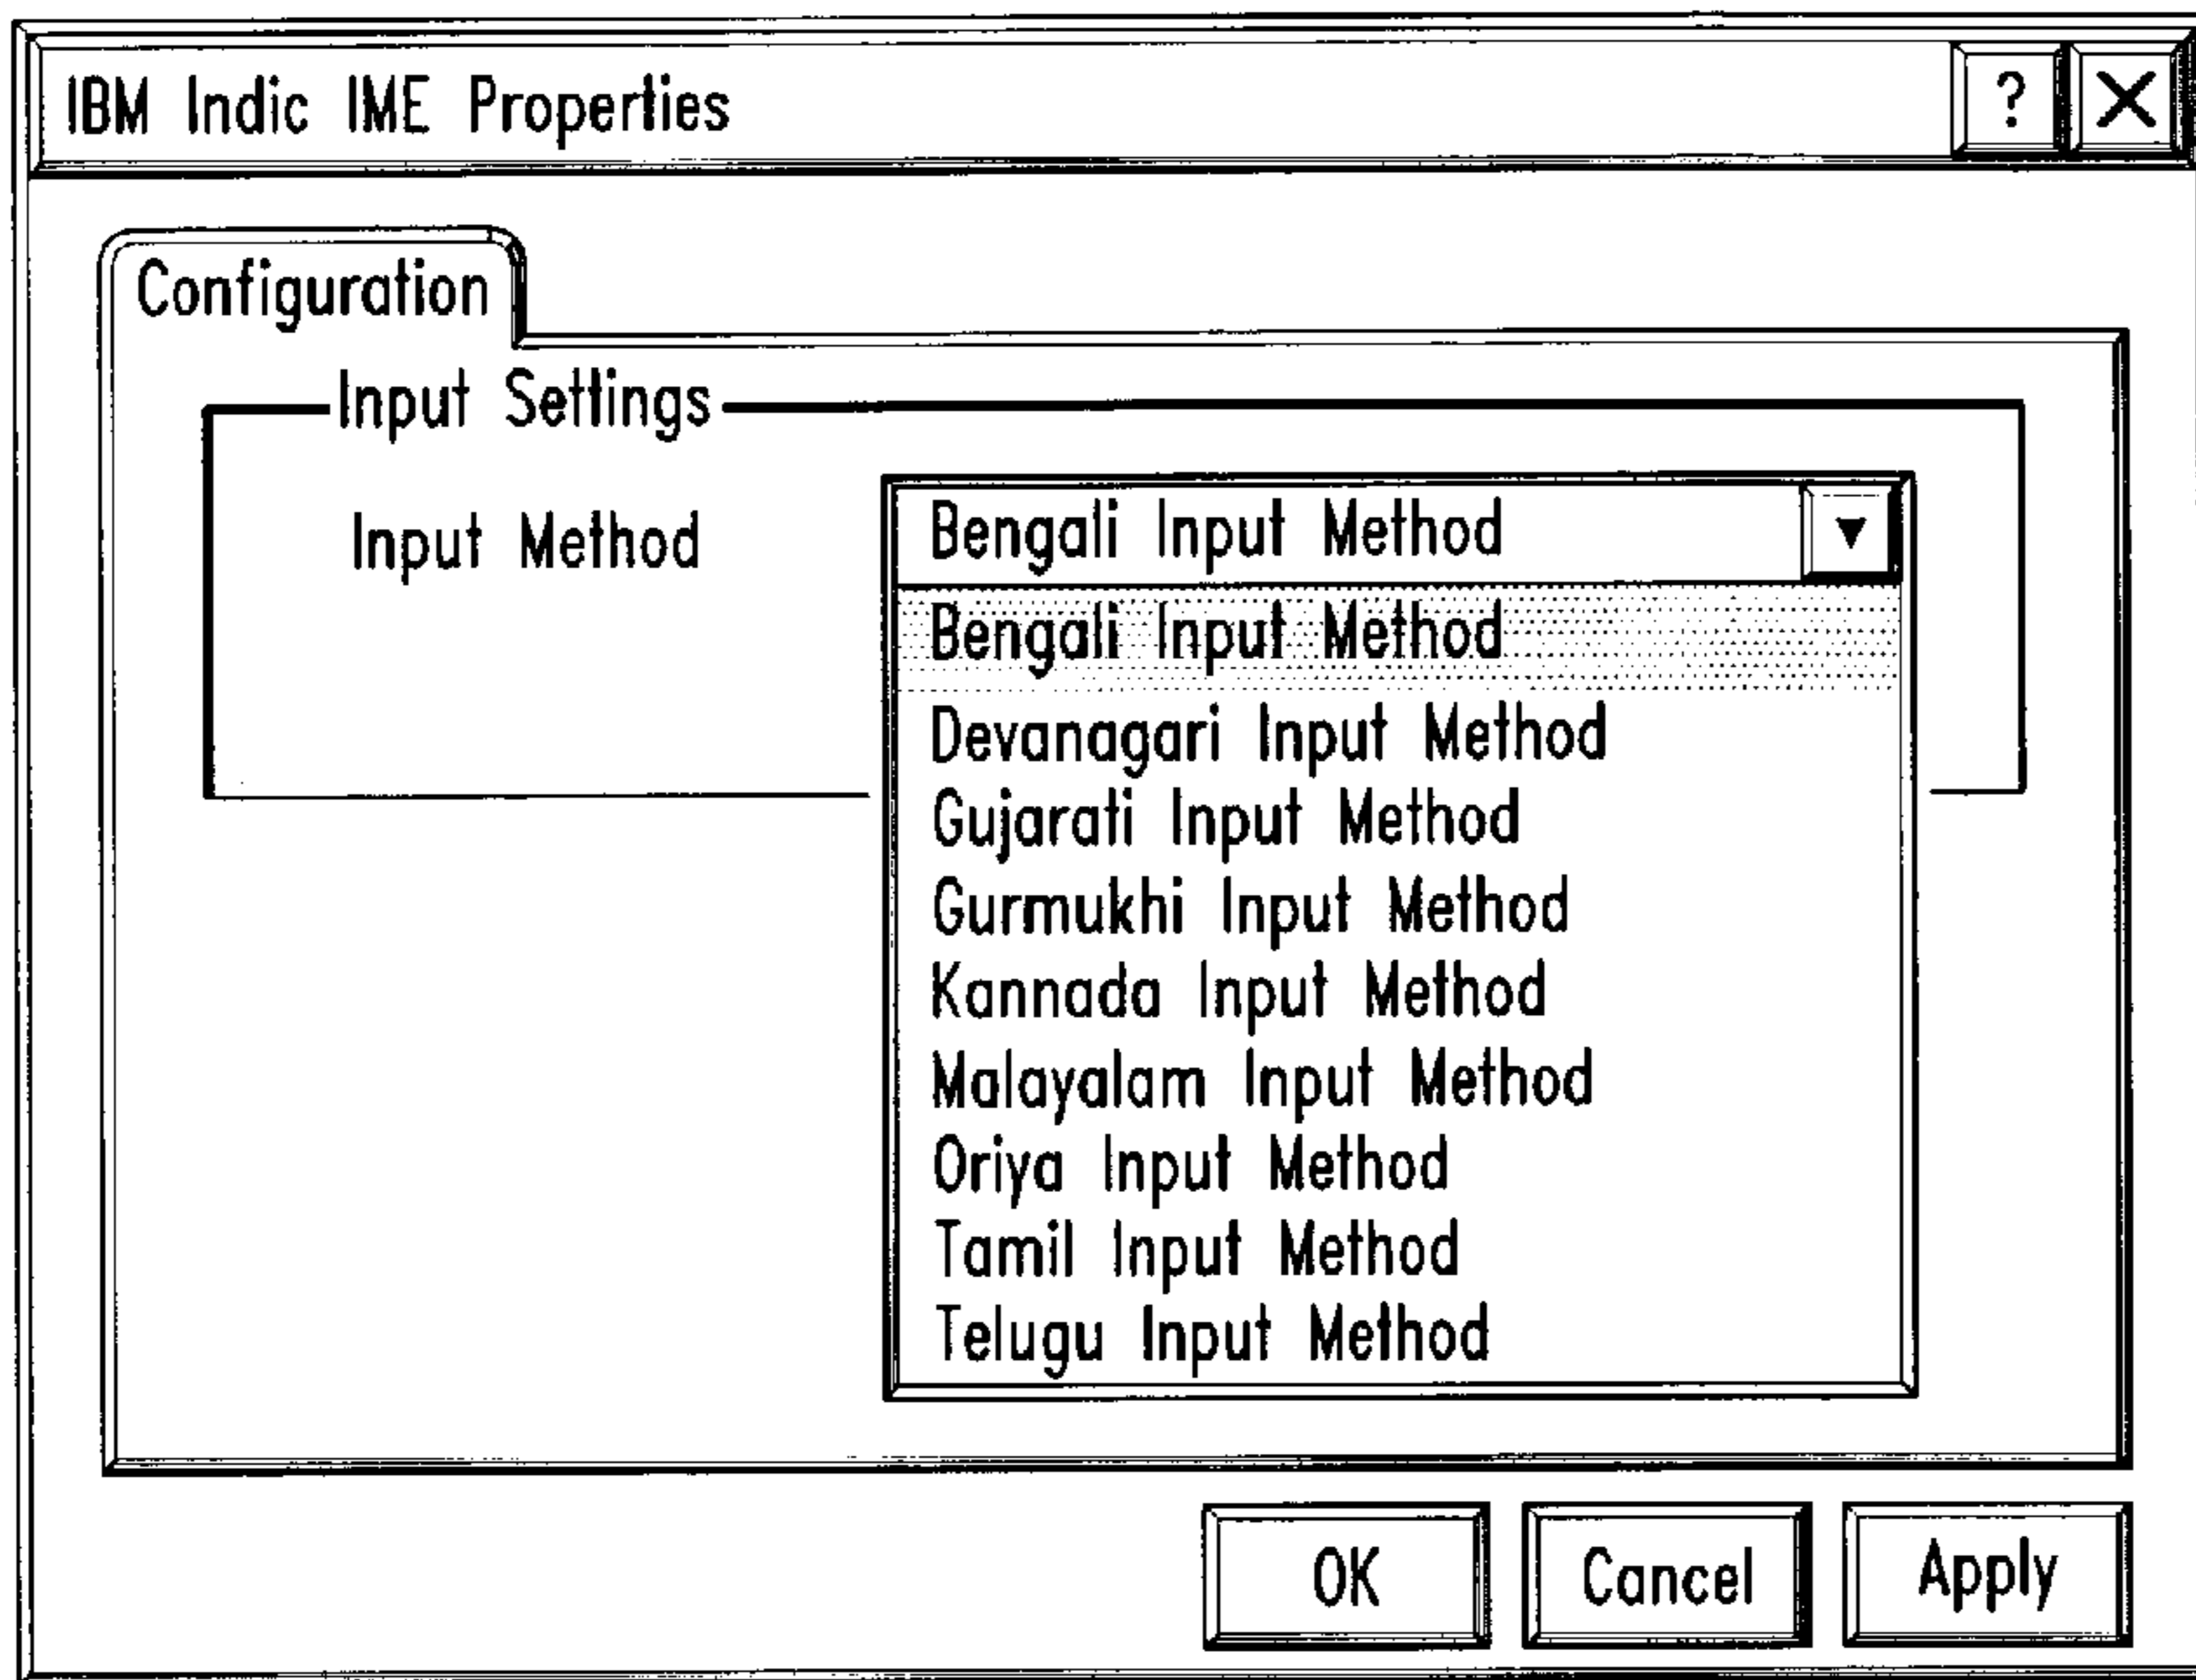 IBM Indic IME Properties ? X
Configuration
Input Settings
Input Method
Bengali Input Method
Bengali Input Method
Devanagari Input Method
Gujarati Input Method
Gurmukhi Input Method
Kannada Input Method
Malayalam Input Method
Oriya Input Method
Tamil Input Method
Telugu Input Method
OK Cancel Apply